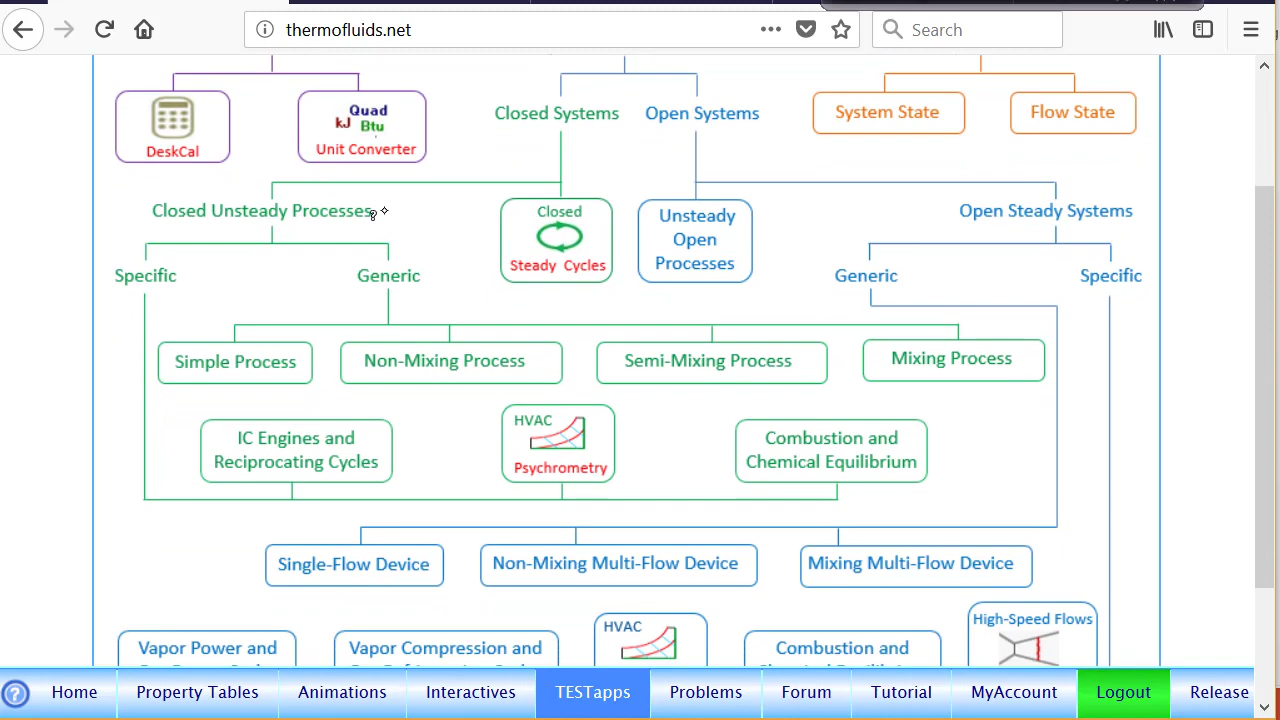 thermofluids.net
Search
Quad
kJ Btu
DeskCal
Unit Converter
Closed Systems
Open Systems
System State
Flow State
Closed Unsteady Processes
Closed
Steady Cycles
Unsteady
Open
Processes
Open Steady Systems
Specific
Generic
Generic
Specific
Simple Process
Non-Mixing Process
Semi-Mixing Process
Mixing Process
IC Engines and
Reciprocating Cycles
HVAC
Psychrometry
Combustion and
Chemical Equilibrium
Single-Flow Device
Non-Mixing Multi-Flow Device
Mixing Multi-Flow Device
Vapor Power and
Vapor Compression and
HVAC
Combustion and
High-Speed Flows
Home
Property Tables
Animations
Interactives
TESTapps
Problems
Forum
Tutorial
MyAccount
Logout
Release